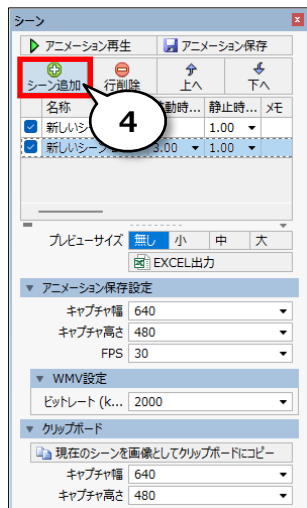 シーン
アニメーション再生 アニメーション保存
シーン追加 行削除 上へ 下へ
名称 動時... 静止時... メモ
新しいシ 1.00
新しいシー 3.00 1.00
4
プレビューサイズ 無し 小 中 大
EXCEL出力
アニメーション保存設定
キャプチャ幅 640
キャプチャ高さ 480
FPS 30
WMV設定
ビットレート (k... 2000
クリップボード
現在のシーンを画像としてクリップボードにコピー
キャプチャ幅 640
キャプチャ高さ 480